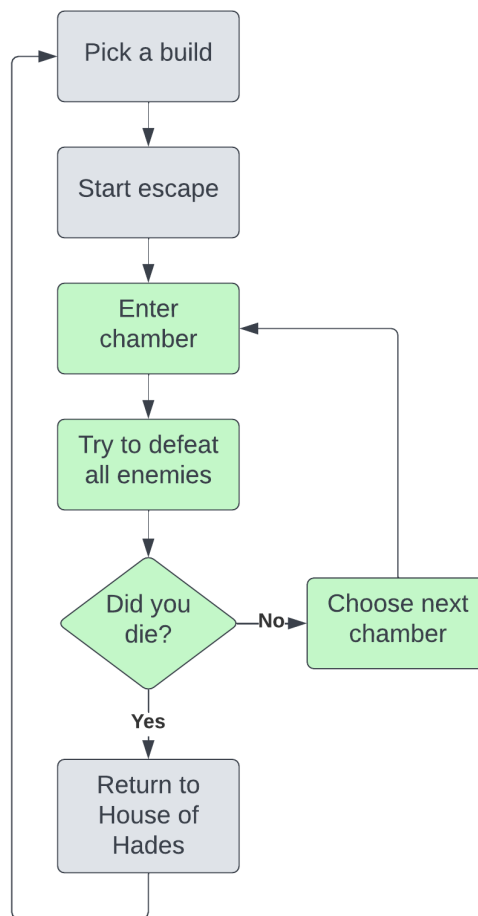 Pick a build
Start escape
Enter
chamber
Try to defeat
all enemies
Did you
die?
No
Choose next
chamber
Yes
Return to
House of
Hades